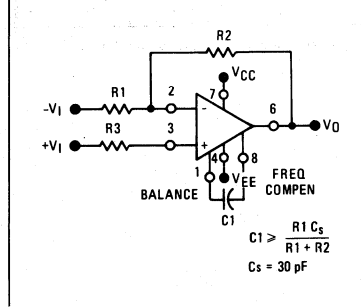 R2
VCC
R1
2
7
6
-VI
-
VO
R3
3
+VI
+
4
8
1
VEE
FREQ
COMPEN
BALANCE
C1
C1 ⩾ R1 Cs / R1 + R2
Cs = 30 pF